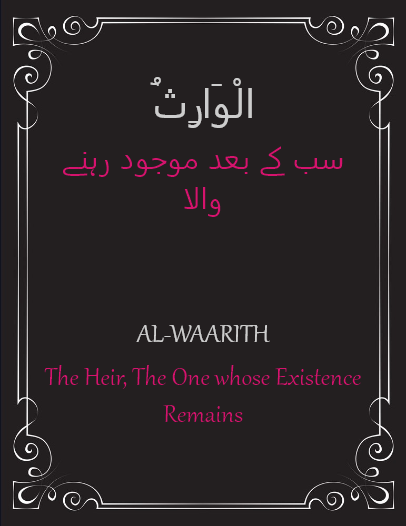 الْوَارِثُ
سب کے بعد موجود رہنے
والا
AL-WAARITH
The Heir, The One whose Existence
Remains